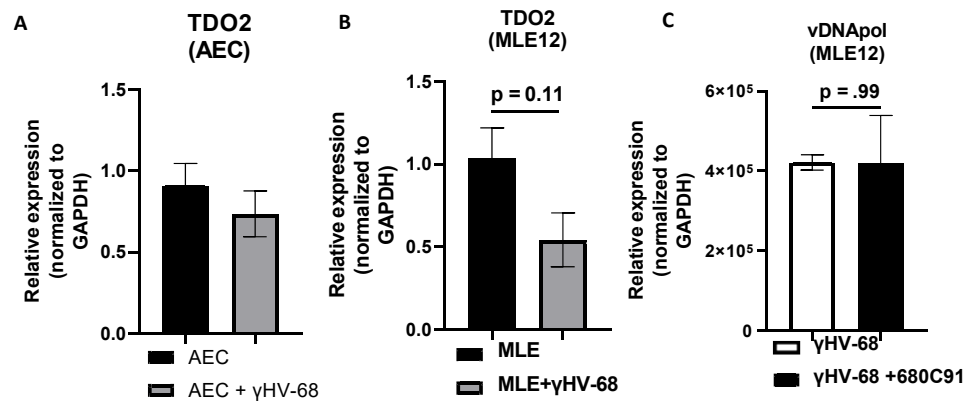 A
TDO2
(AEC)
Relative expression
(normalized to
GAPDH)
1.5
1.0
0.5
0.0
AEC
AEC + γHV-68
B
TDO2
(MLE12)
Relative expression
(normalized to
GAPDH)
1.5
1.0
0.5
0.0
p = 0.11
MLE
MLE+γHV-68
C
vDNApol
(MLE12)
Relative expression
(normalized to
GAPDH)
6×10⁵
4×10⁵
2×10⁵
0
p = .99
γHV-68
γHV-68 +680C91